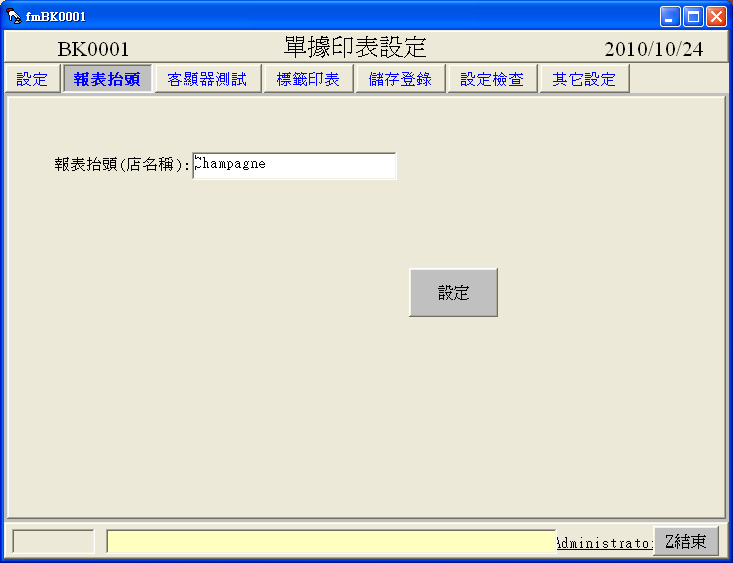 fmBK0001
BK0001 單據印表設定 2010/10/24
設定 報表抬頭 客顯器測試 標籤印表 儲存登錄 設定檢查 其它設定
報表抬頭(店名稱): Champagne
設定
Administrator Z結束